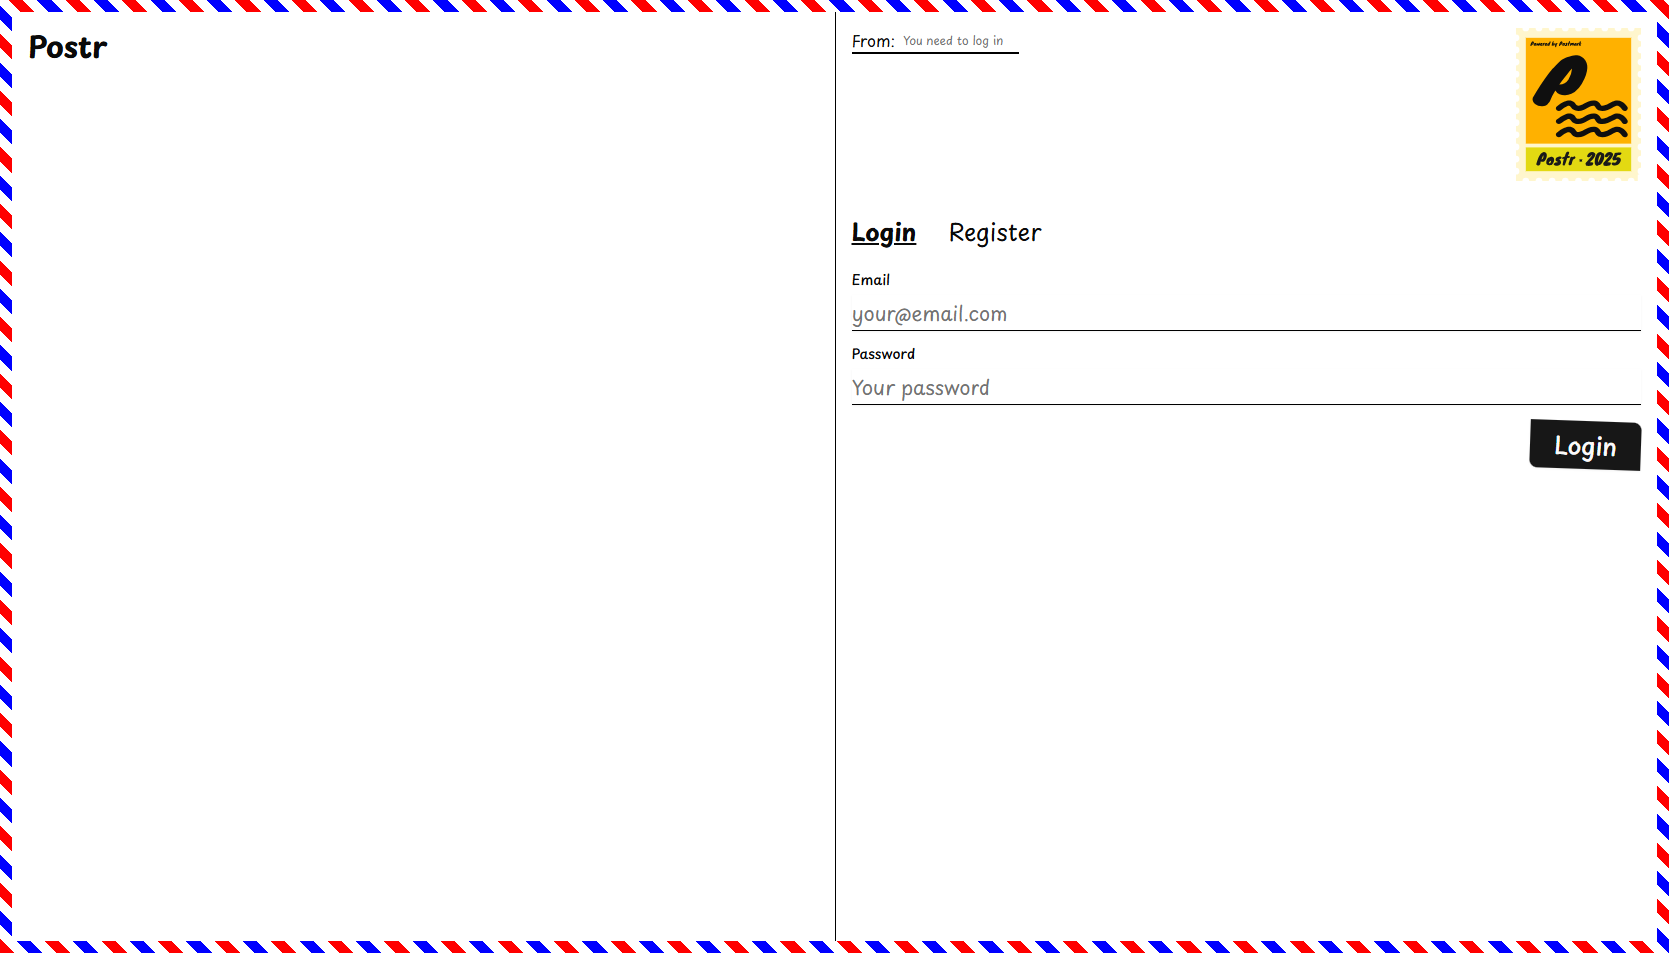 Postr
From: You need to log in
Powered by Postmark
P
Postr · 2025
Login Register
Email
your@email.com
Password
Your password
Login